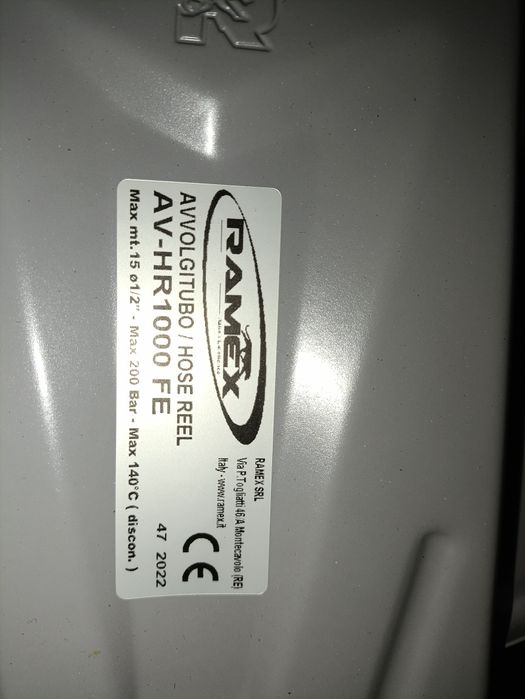 RAMEX
RAMEX SRL
Via P.Togliatti 46/A Montecavolo (RE)
Italy - www.ramex.it
AVVOLGITUBO / HOSE REEL
AV-HR1000 FE
CE
47 2022
Max mt.15 ø1/2" - Max 200 Bar - Max 140°C ( discon. )